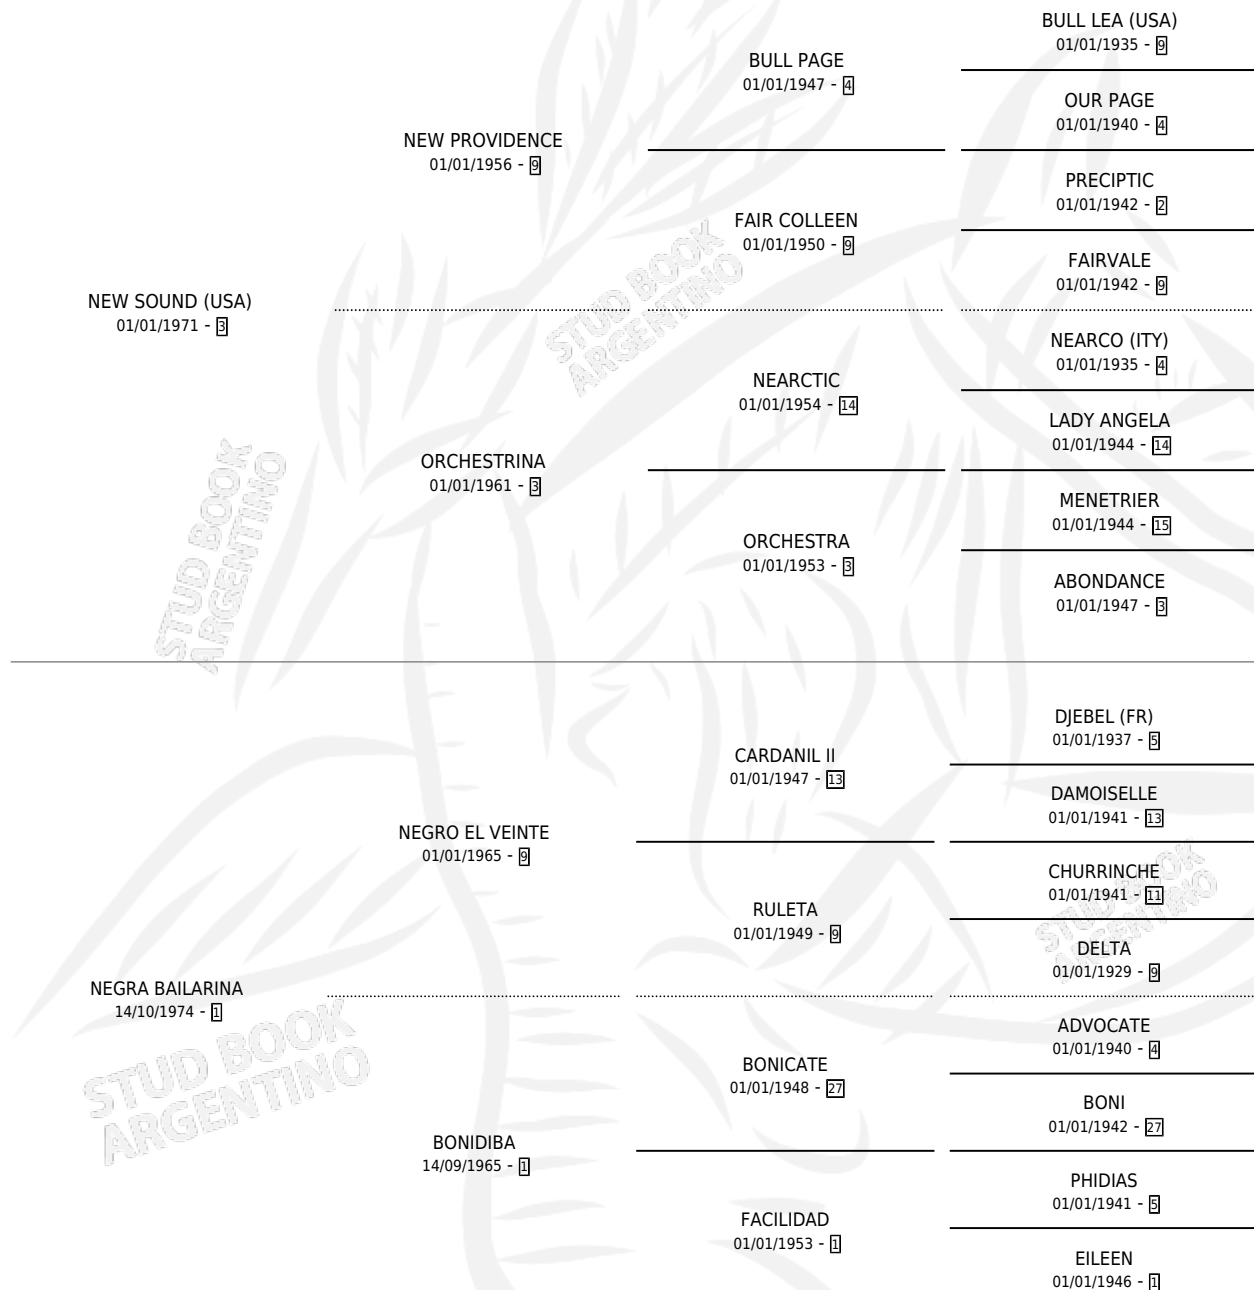 BULL LEA (USA)
01/01/1935 - 9
BULL PAGE
01/01/1947 - 4
OUR PAGE
01/01/1940 - 4
NEW PROVIDENCE
01/01/1956 - 9
PRECIPTIC
01/01/1942 - 2
FAIR COLLEEN
01/01/1950 - 9
FAIRVALE
01/01/1942 - 9
NEW SOUND (USA)
01/01/1971 - 3
STUD BOOK
ARGENTINO
NEARCO (ITY)
01/01/1935 - 4
NEARCTIC
01/01/1954 - 14
LADY ANGELA
01/01/1944 - 14
ORCHESTRINA
01/01/1961 - 3
MENETRIER
01/01/1944 - 15
ORCHESTRA
01/01/1953 - 3
ABONDANCE
01/01/1947 - 3
STUD BOOK
ARGENTINO
DJEBEL (FR)
01/01/1937 - 5
CARDANIL II
01/01/1947 - 13
DAMOISELLE
01/01/1941 - 13
NEGRO EL VEINTE
01/01/1965 - 9
CHURRINCHE
01/01/1941 - 11
RULETA
01/01/1949 - 9
STUD BOOK
ARGENTINO
DELTA
01/01/1929 - 9
NEGRA BAILARINA
14/10/1974 - 1
ADVOCATE
01/01/1940 - 4
BONICATE
01/01/1948 - 27
STUD BOOK
ARGENTINO
BONI
01/01/1942 - 27
BONIDIBA
14/09/1965 - 1
PHIDIAS
01/01/1941 - 5
FACILIDAD
01/01/1953 - 1
EILEEN
01/01/1946 - 1